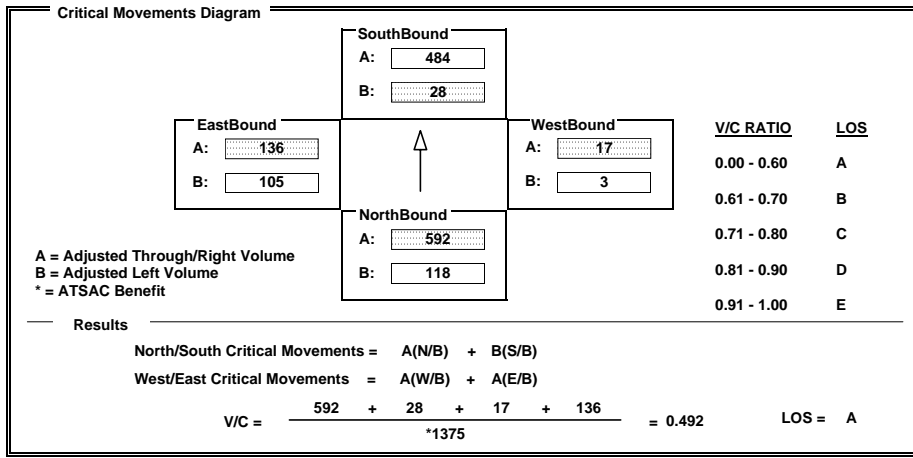 Critical Movements Diagram
SouthBound
A: 484
B: 28
EastBound
A: 136
B: 105
WestBound
A: 17
B: 3
NorthBound
A: 592
B: 118
V/C RATIO LOS
0.00 - 0.60 A
0.61 - 0.70 B
0.71 - 0.80 C
0.81 - 0.90 D
0.91 - 1.00 E
A = Adjusted Through/Right Volume
B = Adjusted Left Volume
* = ATSAC Benefit
Results
North/South Critical Movements = A(N/B) + B(S/B)
West/East Critical Movements = A(W/B) + A(E/B)
592 + 28 + 17 + 136
V/C = = 0.492 LOS = A
*1375